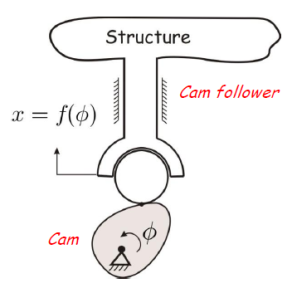 Structure
Cam follower
x = f(ϕ)
Cam
ϕ